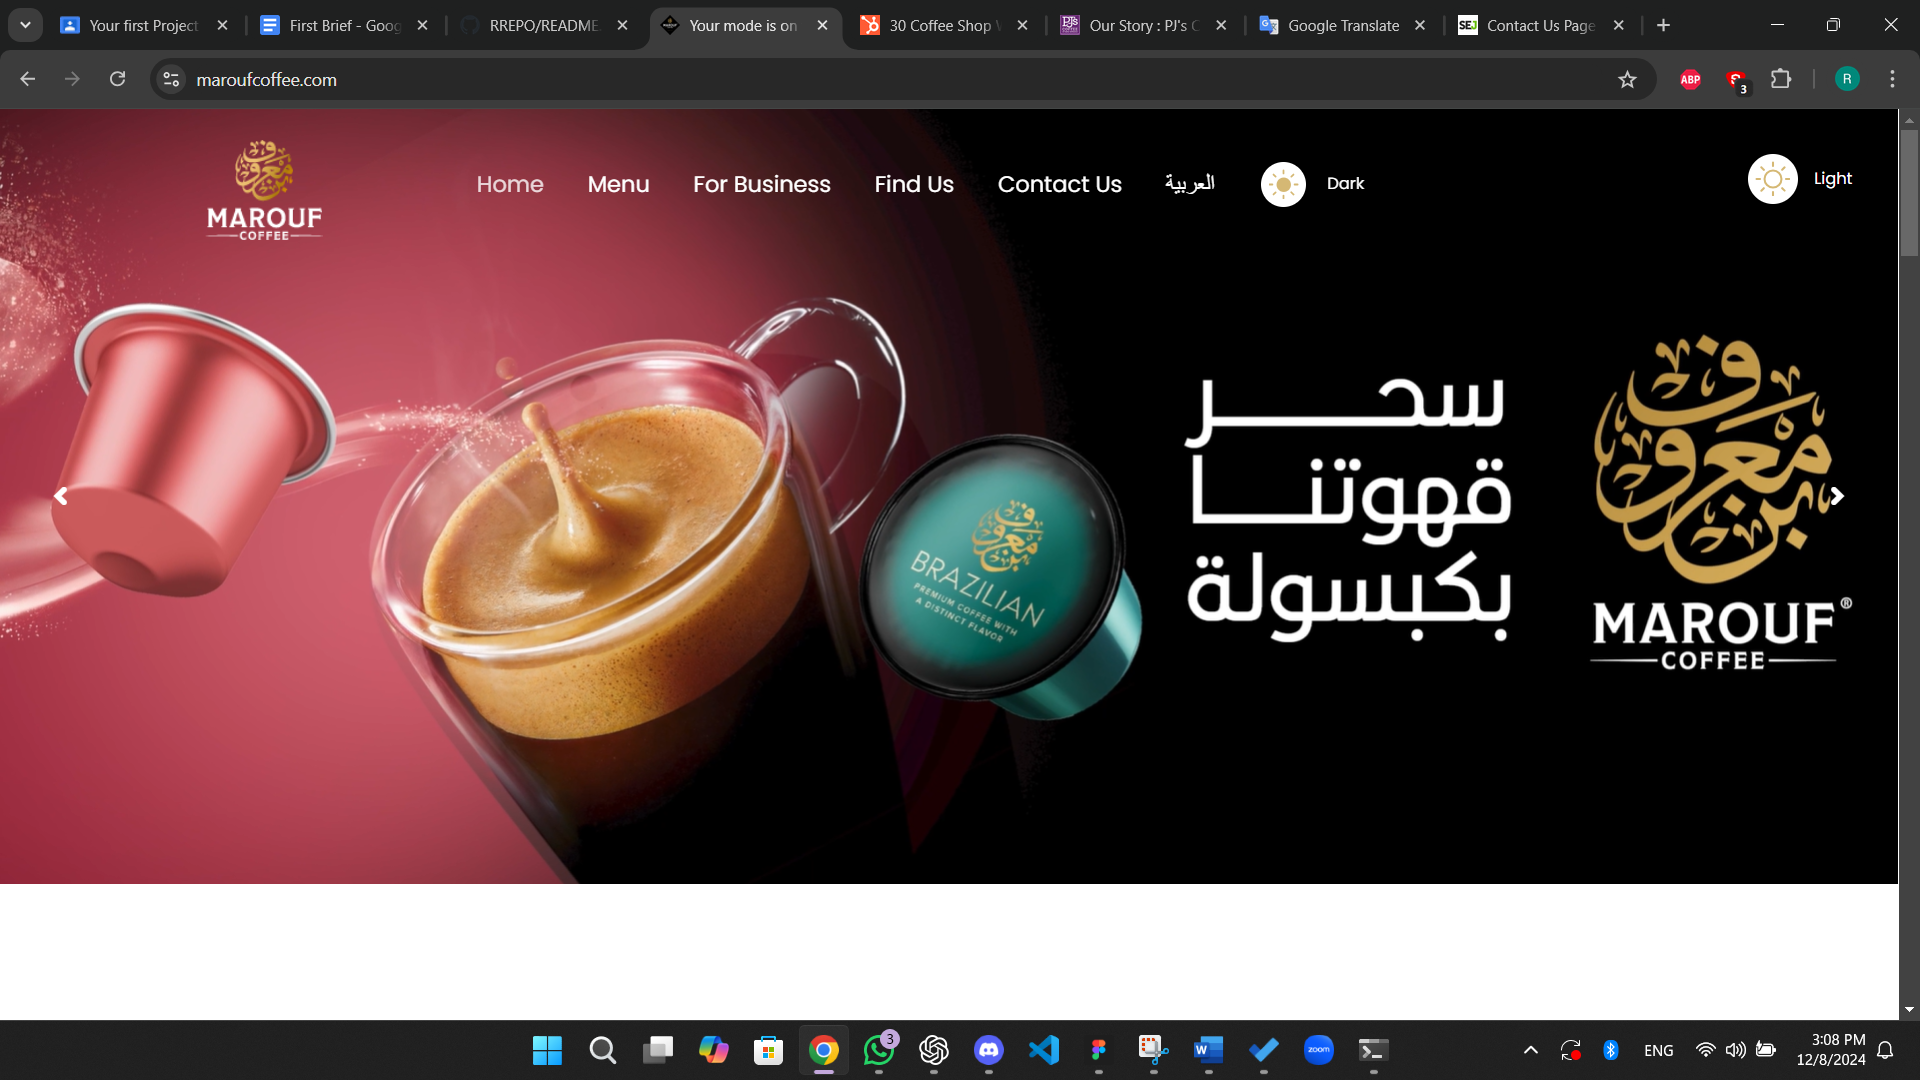 Your first Project
First Brief - Goog
RREPO/README.
Your mode is on
30 Coffee Shop W
Our Story : PJ's C
Google Translate
Contact Us Page
maroufcoffee.com
ABP
3
R
MAROUF
COFFEE
Home
Menu
For Business
Find Us
Contact Us
العربية
Dark
Light
سحر
قهوتنا
بكبسولة
معروف
بن
MAROUF®
COFFEE
BRAZILIAN
PREMIUM COFFEE WITH
A DISTINCT FLAVOR
3
zoom
ENG
3:08 PM
12/8/2024